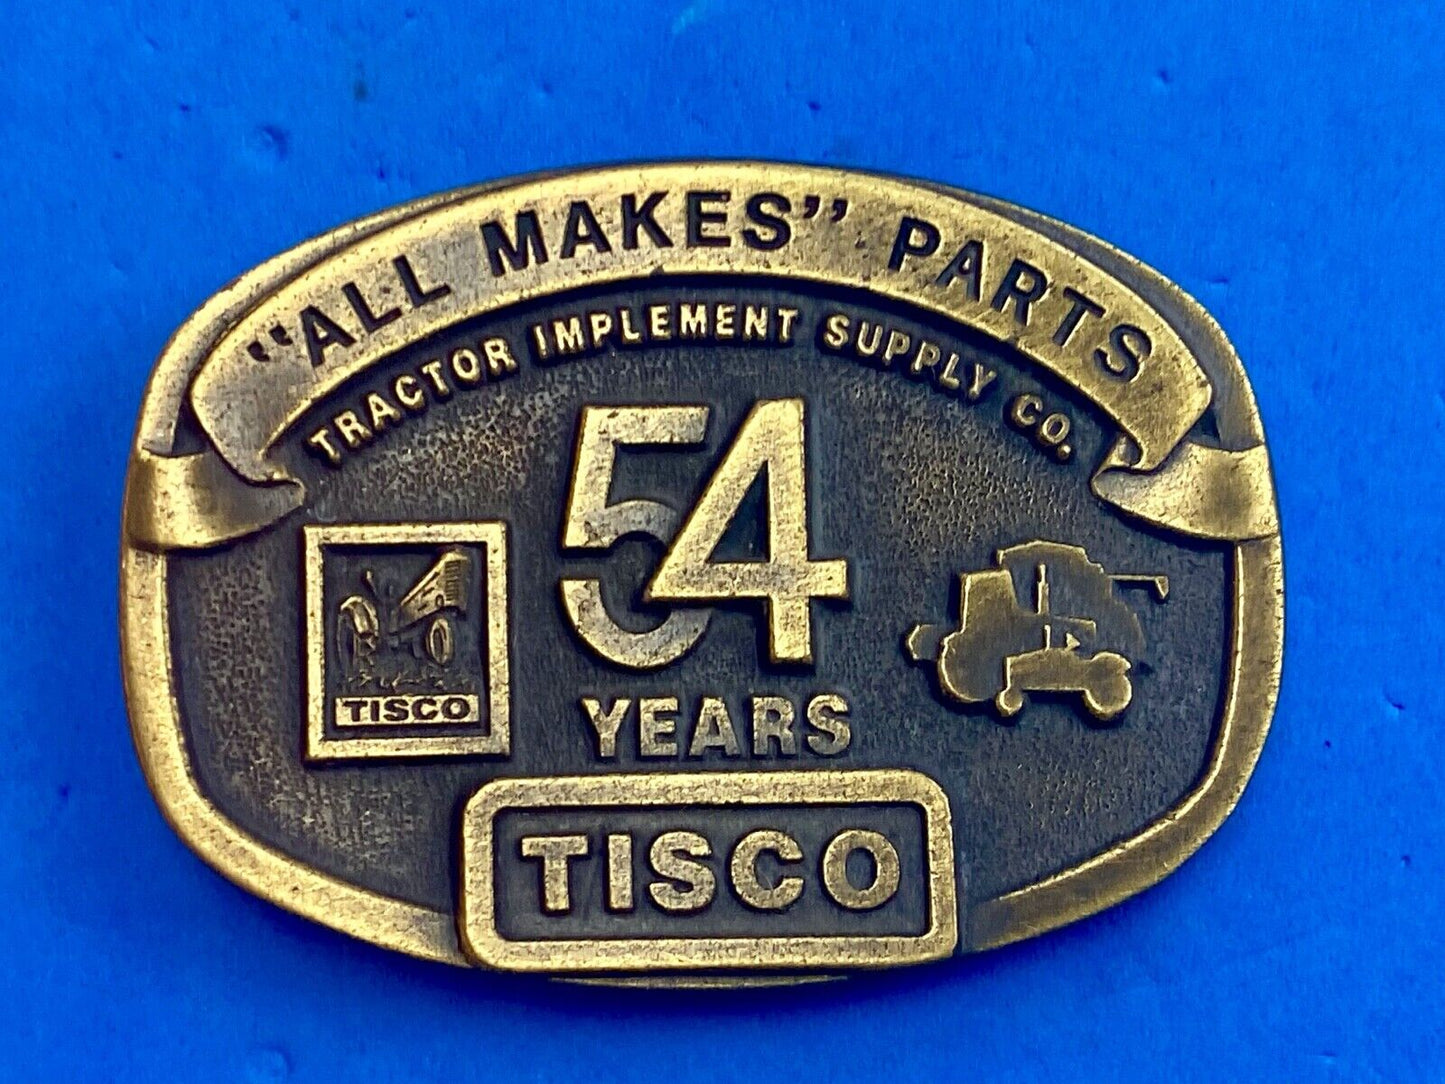 "ALL MAKES" PARTS
TRACTOR IMPLEMENT SUPPLY CO.
54
YEARS
TISCO
TISCO